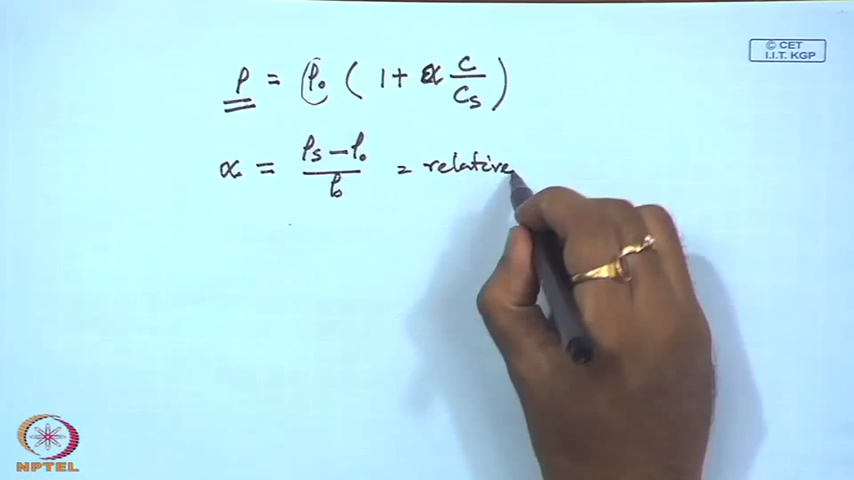 © CET
I.I.T. KGP
ρ = ρ₀ ( 1 + α C/Cs )
α = (ρs − ρ₀)/ρ₀ = relative
NPTEL